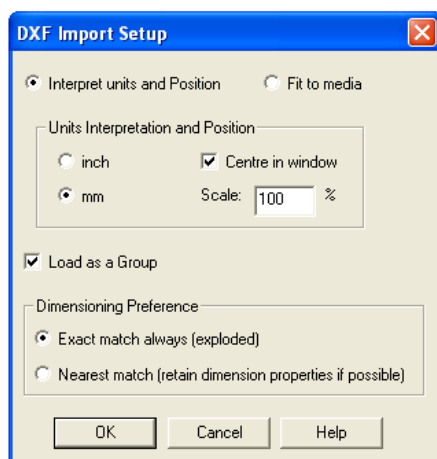 DXF Import Setup
Interpret units and Position Fit to media
Units Interpretation and Position
inch Centre in window
mm Scale: 100 %
Load as a Group
Dimensioning Preference
Exact match always (exploded)
Nearest match (retain dimension properties if possible)
OK Cancel Help